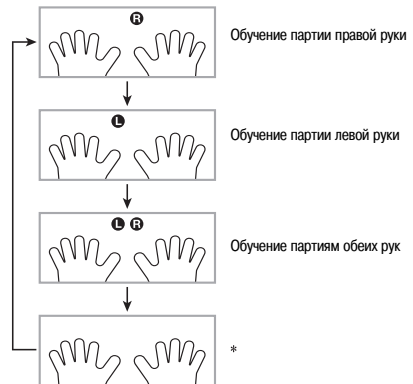 R
Обучение партии правой руки
L
Обучение партии левой руки
L R
Обучение партиям обеих рук
*